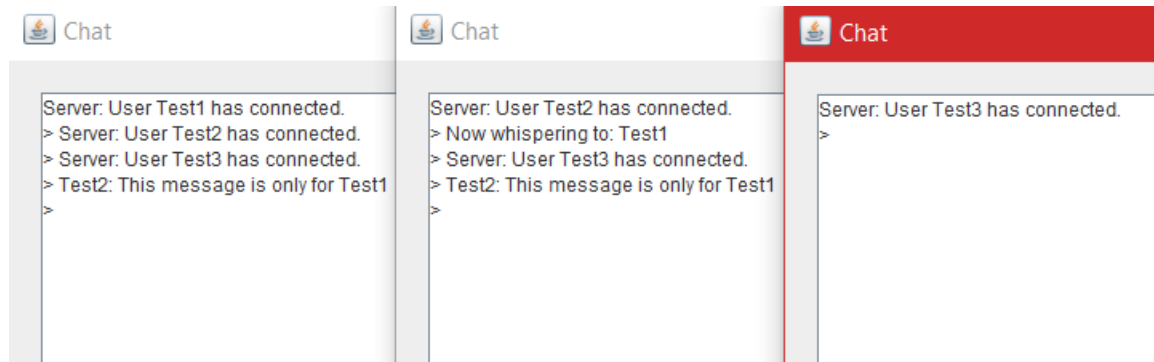 Chat
Server: User Test1 has connected.
> Server: User Test2 has connected.
> Server: User Test3 has connected.
> Test2: This message is only for Test1
>
Chat
Server: User Test2 has connected.
> Now whispering to: Test1
> Server: User Test3 has connected.
> Test2: This message is only for Test1
>
Chat
Server: User Test3 has connected.
>